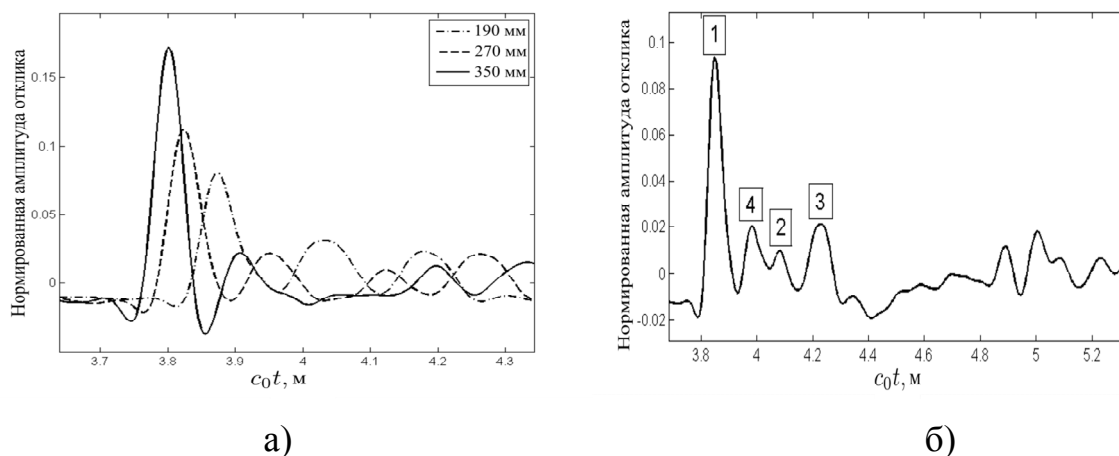 Нормированная амплитуда отклика
0.15
0.1
0.05
0
3.7 3.8 3.9 4 4.1 4.2 4.3
c₀t, м
190 мм
270 мм
350 мм
а)
Нормированная амплитуда отклика
0.1
0.08
0.06
0.04
0.02
0
-0.02
3.8 4 4.2 4.4 4.6 4.8 5 5.2
c₀t, м
1
4
2
3
б)